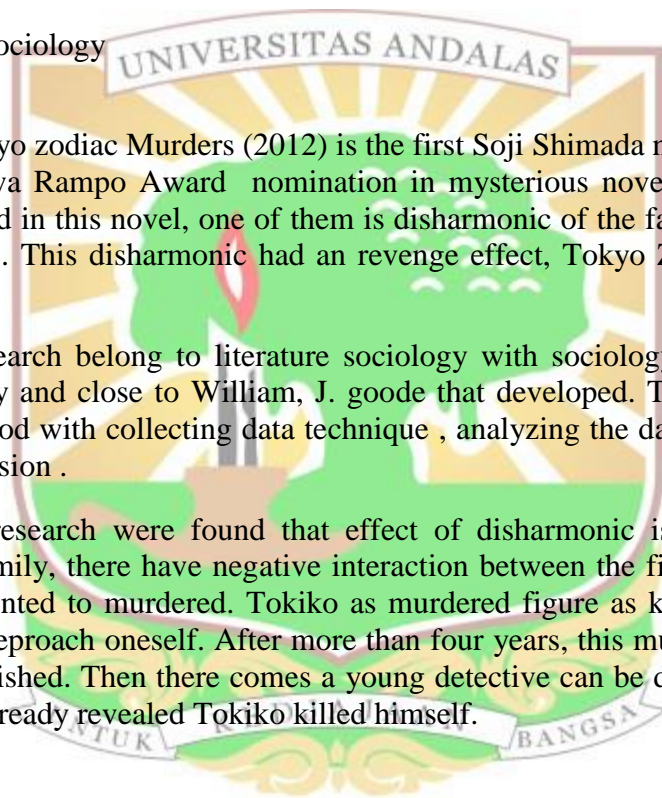 ociology
UNIVERSITAS ANDALAS
yo zodiac Murders (2012) is the first Soji Shimada
va Rampo Award nomination in mysterious nove
d in this novel, one of them is disharmonic of the fa
. This disharmonic had an revenge effect, Tokyo
earch belong to literature sociology with sociology
y and close to William, J. goode that developed. T
od with collecting data technique , analyzing the da
sion .
research were found that effect of disharmonic is
mily, there have negative interaction between the fi
nted to murdered. Tokiko as murdered figure as k
eproach oneself. After more than four years, this mu
ished. Then there comes a young detective can be
ready revealed Tokiko killed himself.
UNTUK KEDJAJAAN BANGSA